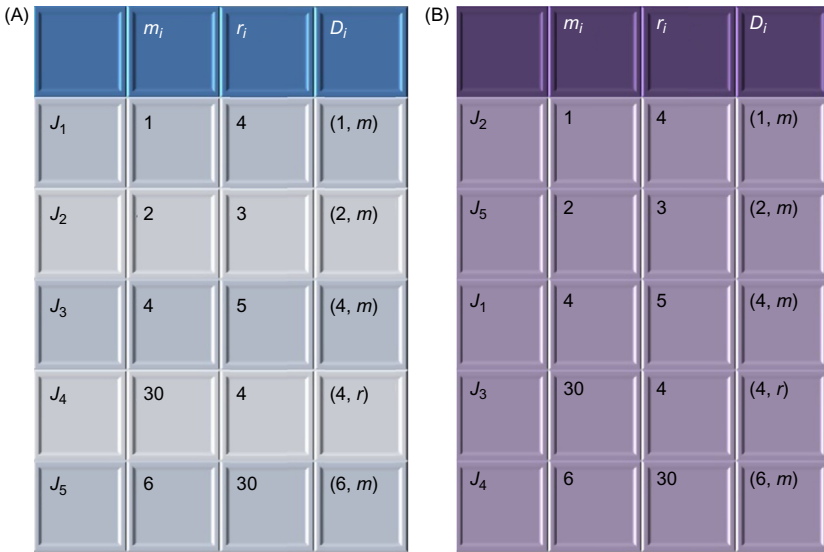 (A)
m_i r_i D_i
J_1 1 4 (1, m)
J_2 2 3 (2, m)
J_3 4 5 (4, m)
J_4 30 4 (4, r)
J_5 6 30 (6, m)
(B)
m_i r_i D_i
J_2 1 4 (1, m)
J_5 2 3 (2, m)
J_1 4 5 (4, m)
J_3 30 4 (4, r)
J_4 6 30 (6, m)